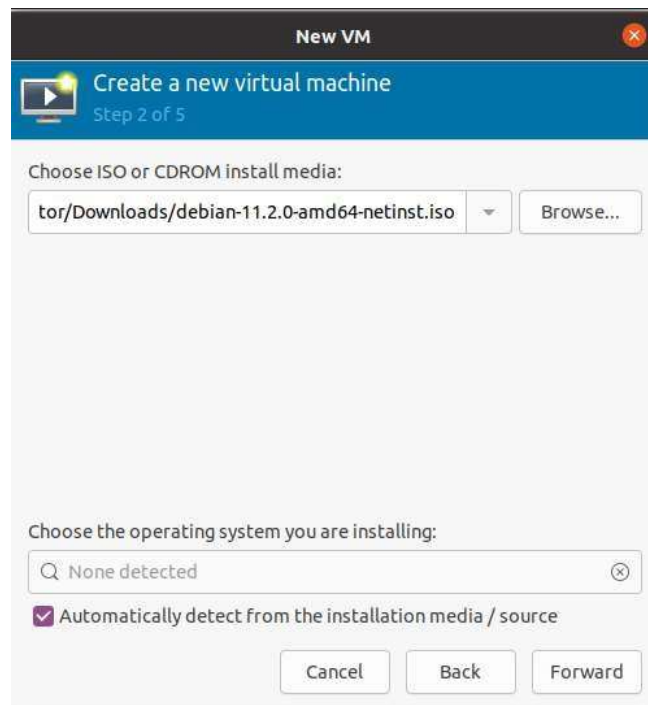 New VM
Create a new virtual machine
Step 2 of 5
Choose ISO or CDROM install media:
tor/Downloads/debian-11.2.0-amd64-netinst.iso
Browse...
Choose the operating system you are installing:
None detected
Automatically detect from the installation media / source
Cancel Back Forward